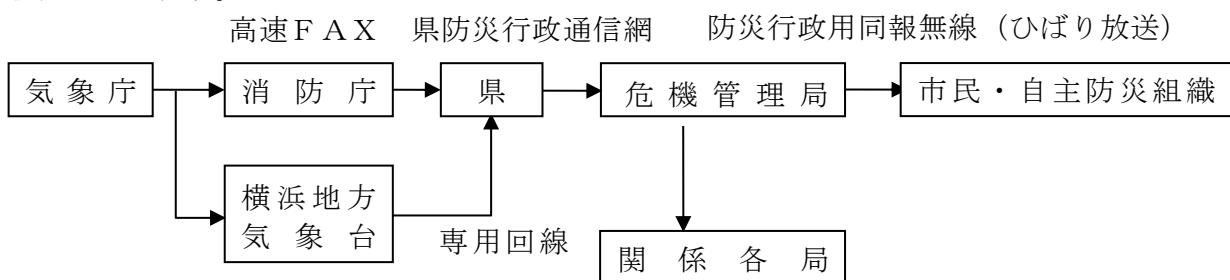 高速ＦＡＸ 県防災行政通信網 防災行政用同報無線（ひばり放送）
気象庁 消防庁 県 危機管理局 市民・自主防災組織
横浜地方
気象台
専用回線
関係各局